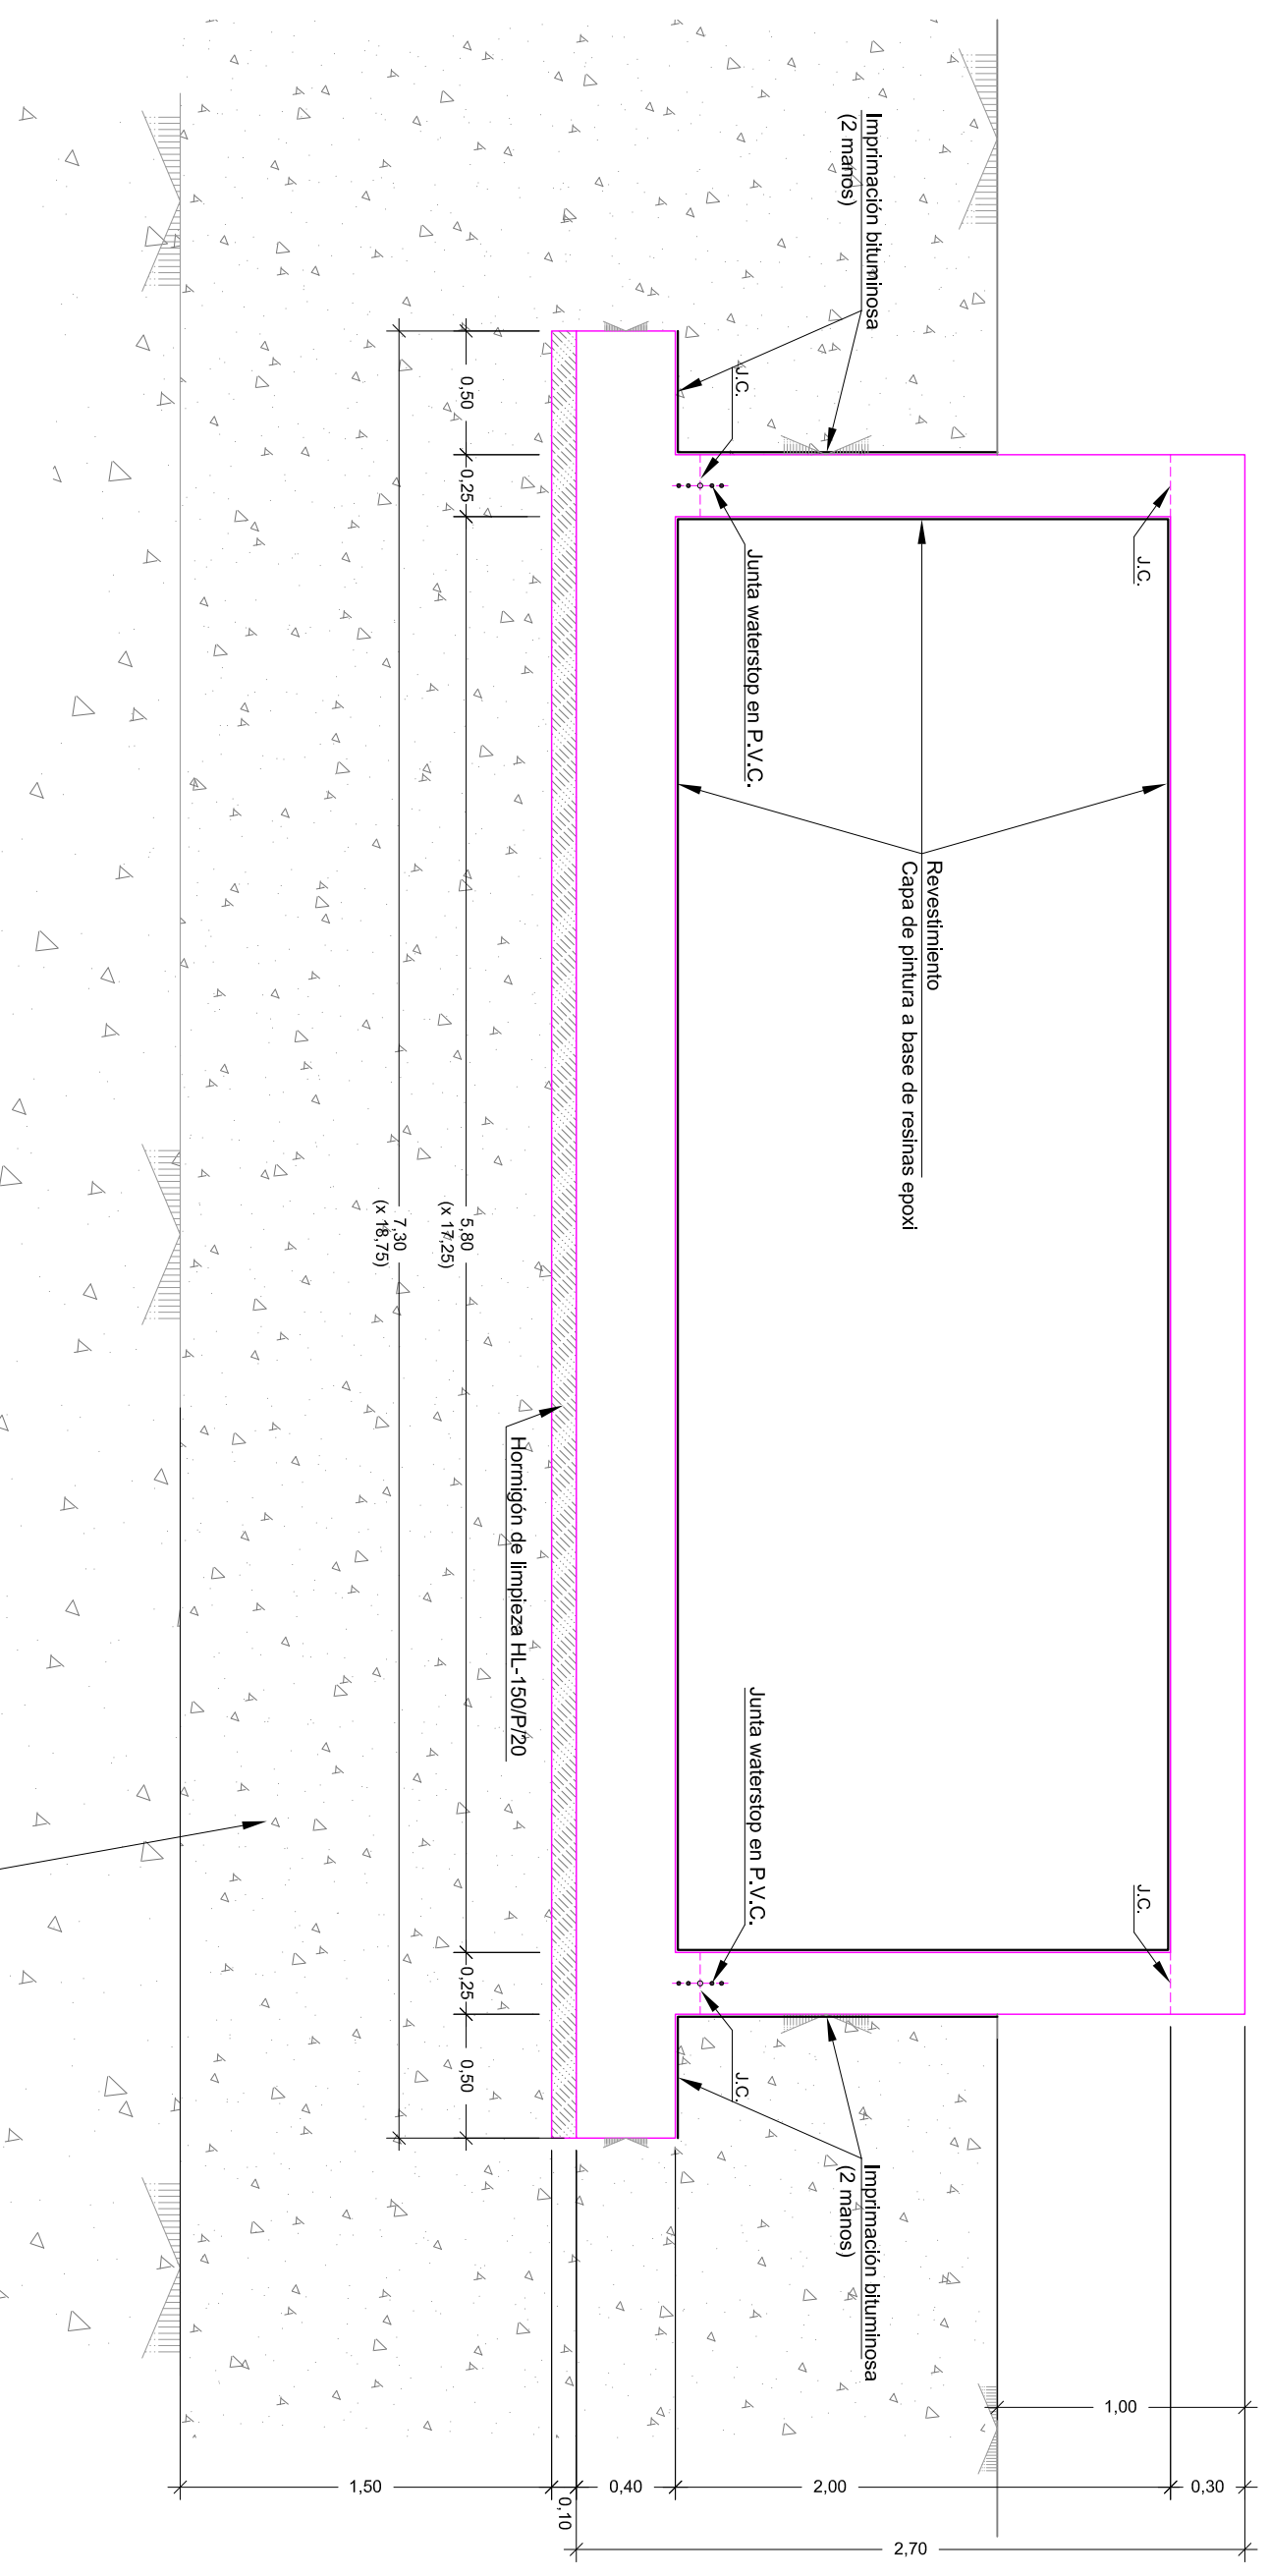 Imprimación bituminosa
(2 manos)
J.C.
J.C.
Junta waterstop en P.V.C.
Revestimiento
Capa de pintura a base de resinas epoxi
0,50
0,25
5,80
(x 17,25)
7,30
(x 18,75)
Hormigón de limpieza HL-150/P/20
Junta waterstop en P.V.C.
J.C.
J.C.
0,25
0,50
Imprimación bituminosa
(2 manos)
1,00
0,30
2,00
0,40
0,10
1,50
2,70